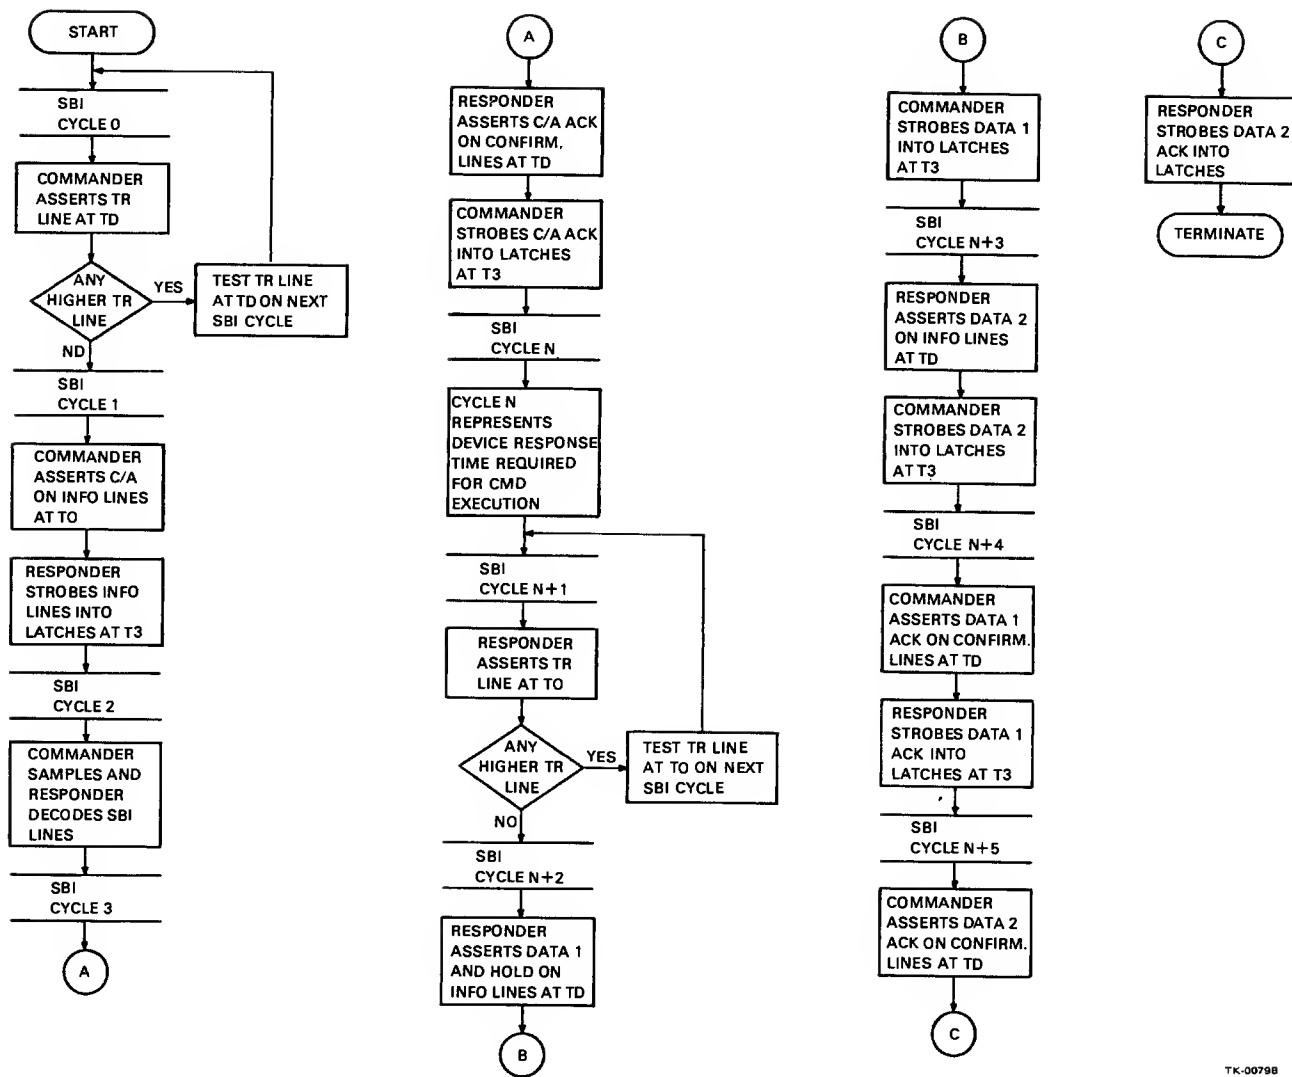 START
SBI
CYCLE 0
COMMANDER
ASSERTS TR
LINE AT TD
ANY
HIGHER TR
LINE
YES
TEST TR LINE
AT TD ON NEXT
SBI CYCLE
ND
SBI
CYCLE 1
COMMANDER
ASSERTS C/A
ON INFO LINES
AT TO
RESPONDER
STROBES INFO
LINES INTO
LATCHES AT T3
SBI
CYCLE 2
COMMANDER
SAMPLES AND
RESPONDER
DECODES SBI
LINES
SBI
CYCLE 3
A
A
RESPONDER
ASSERTS C/A ACK
ON CONFIRM.
LINES AT TD
COMMANDER
STROBES C/A ACK
INTO LATCHES
AT T3
SBI
CYCLE N
CYCLE N
REPRESENTS
DEVICE RESPONSE
TIME REQUIRED
FOR CMD
EXECUTION
SBI
CYCLE N+1
RESPONDER
ASSERTS TR
LINE AT TO
ANY
HIGHER TR
LINE
YES
TEST TR LINE
AT TO ON NEXT
SBI CYCLE
NO
SBI
CYCLE N+2
RESPONDER
ASSERTS DATA 1
AND HOLD ON
INFO LINES AT TD
B
B
COMMANDER
STROBES DATA 1
INTO LATCHES
AT T3
SBI
CYCLE N+3
RESPONDER
ASSERTS DATA 2
ON INFO LINES
AT TD
COMMANDER
STROBES DATA 2
INTO LATCHES
AT T3
SBI
CYCLE N+4
COMMANDER
ASSERTS DATA 1
ACK ON CONFIRM.
LINES AT TD
RESPONDER
STROBES DATA 1
ACK INTO
LATCHES AT T3
SBI
CYCLE N+5
COMMANDER
ASSERTS DATA 2
ACK ON CONFIRM.
LINES AT TD
C
C
RESPONDER
STROBES DATA 2
ACK INTO
LATCHES
TERMINATE
TK-0079B